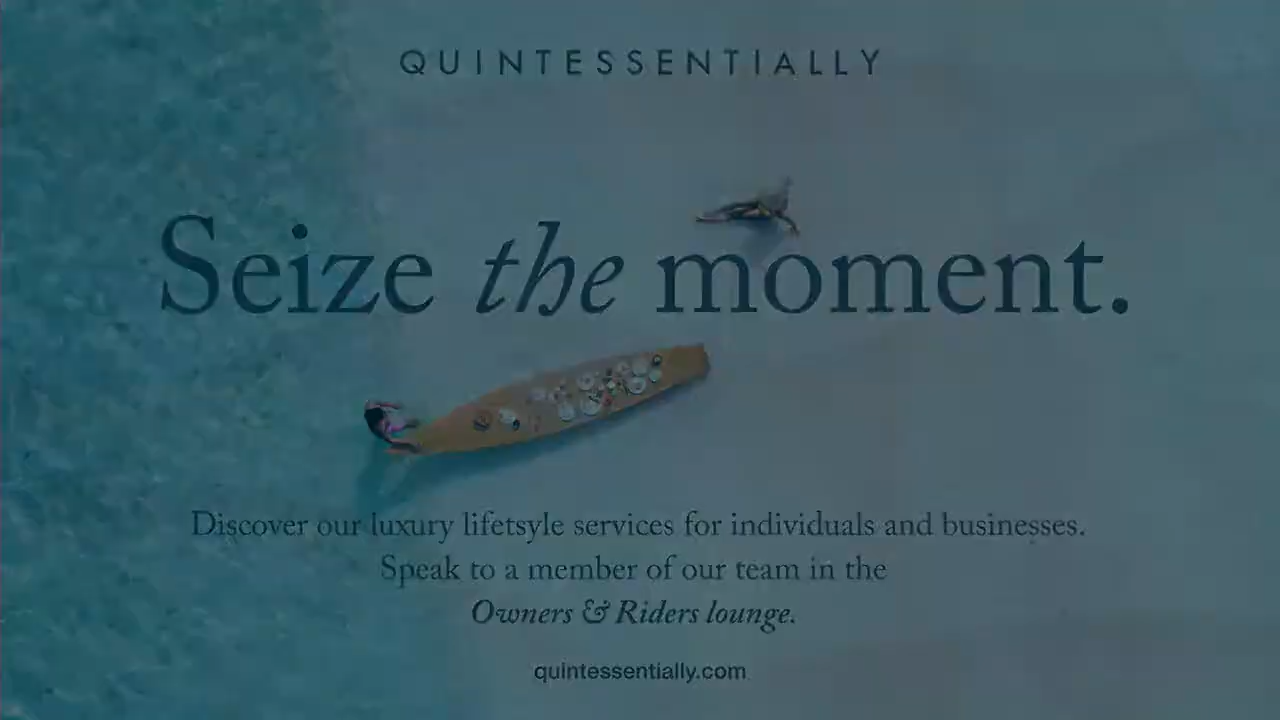 QUINTESSENTIALLY
Seize the moment.
Discover our luxury lifetsyle services for individuals and businesses.
Speak to a member of our team in the
Owners & Riders lounge.
quintessentially.com